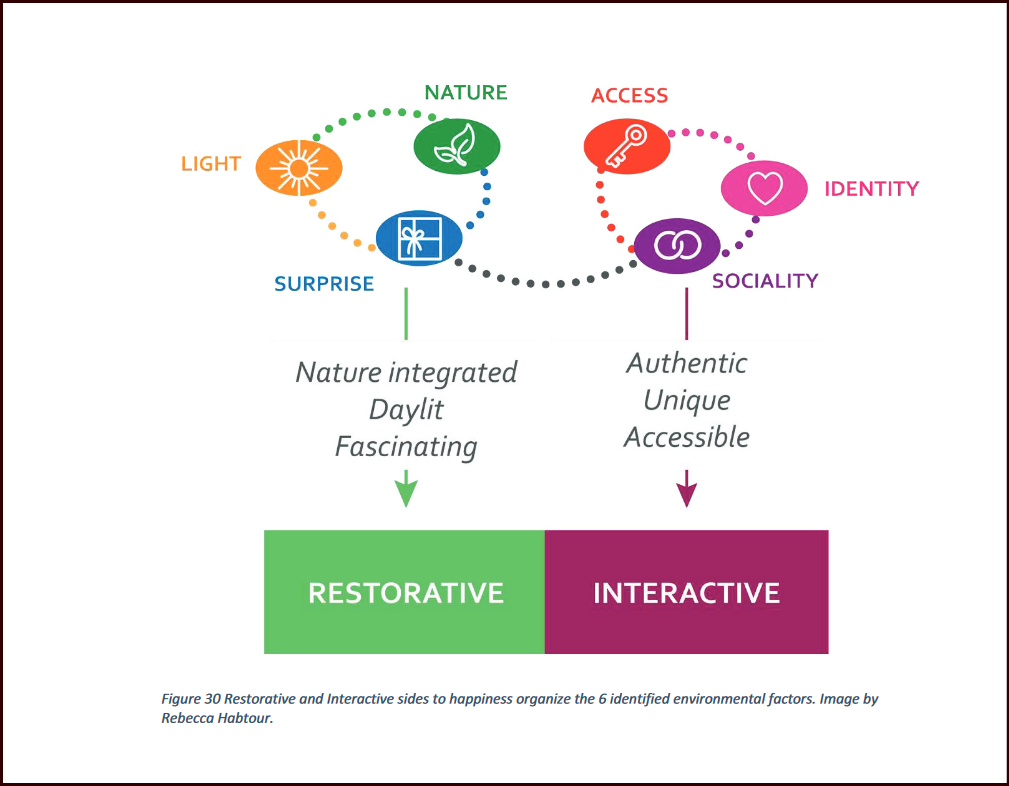 NATURE
ACCESS
LIGHT
IDENTITY
SURPRISE
SOCIALITY
Nature integrated
Daylit
Fascinating
Authentic
Unique
Accessible
RESTORATIVE
INTERACTIVE
Figure 30 Restorative and Interactive sides to happiness organize the 6 identified environmental factors. Image by
Rebecca Habtour.